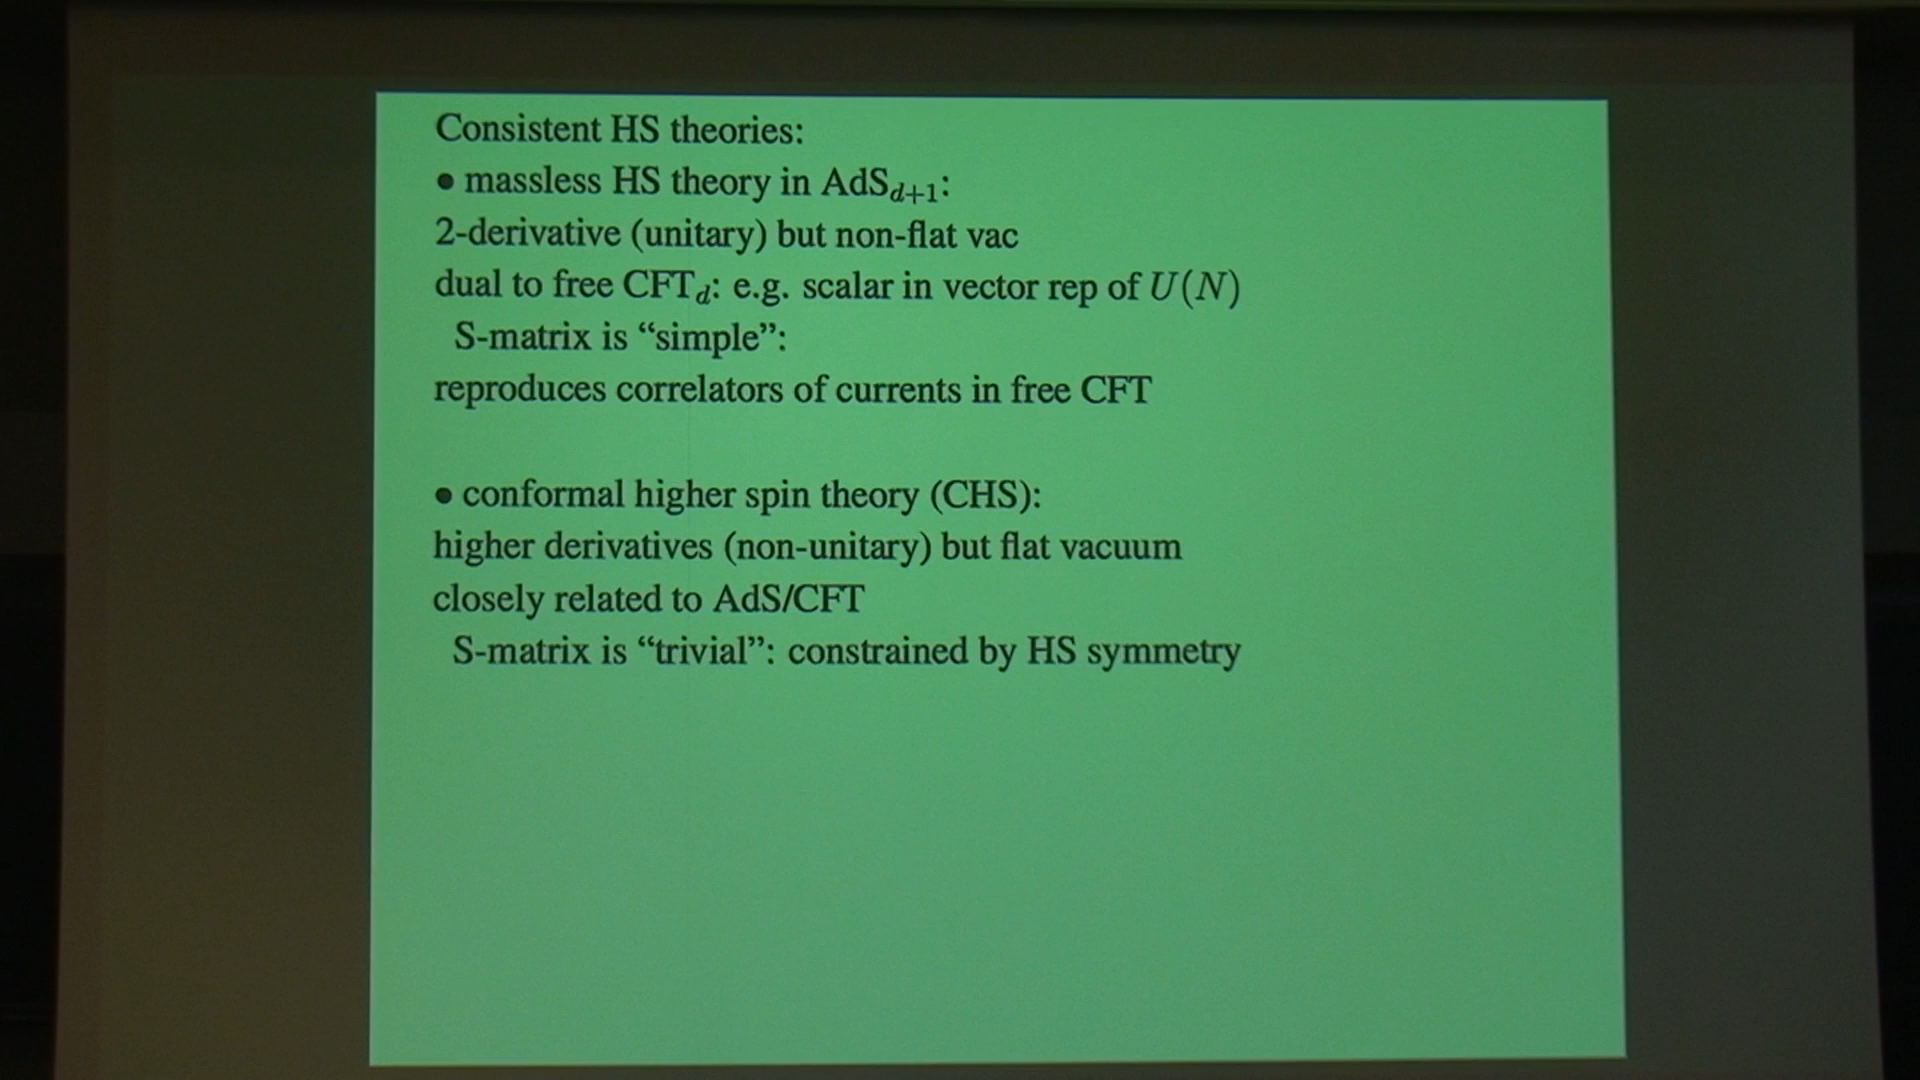 Consistent HS theories:
● massless HS theory in AdS_{d+1}:
2-derivative (unitary) but non-flat vac
dual to free CFT_d: e.g. scalar in vector rep of U(N)
S-matrix is “simple”:
reproduces correlators of currents in free CFT
● conformal higher spin theory (CHS):
higher derivatives (non-unitary) but flat vacuum
closely related to AdS/CFT
S-matrix is “trivial”: constrained by HS symmetry